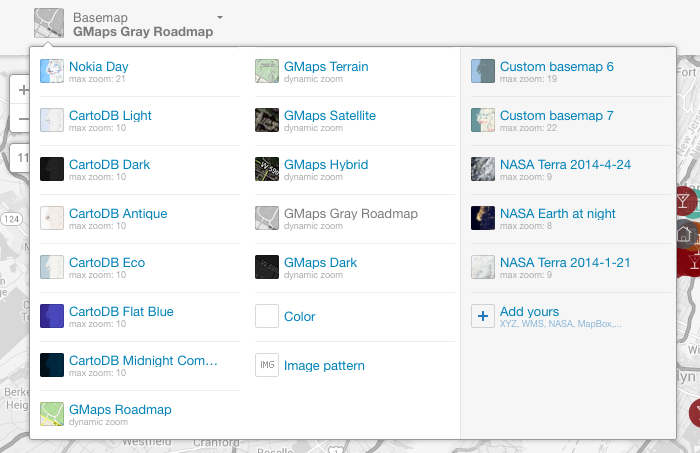 Basemap
GMaps Gray Roadmap
Nokia Day
max zoom: 21
CartoDB Light
max zoom: 10
CartoDB Dark
max zoom: 10
CartoDB Antique
max zoom: 10
CartoDB Eco
max zoom: 10
CartoDB Flat Blue
max zoom: 10
CartoDB Midnight Com…
max zoom: 10
GMaps Roadmap
dynamic zoom
GMaps Terrain
dynamic zoom
GMaps Satellite
dynamic zoom
GMaps Hybrid
dynamic zoom
GMaps Gray Roadmap
dynamic zoom
GMaps Dark
dynamic zoom
Color
IMG
Image pattern
Custom basemap 6
max zoom: 19
Custom basemap 7
max zoom: 22
NASA Terra 2014-4-24
max zoom: 9
NASA Earth at night
max zoom: 8
NASA Terra 2014-1-21
max zoom: 9
+
Add yours
XYZ, WMS, NASA, MapBox,...
+
11
124
Westfield
Cranford
1
Fort